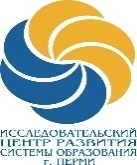 ИССЛЕДОВАТЕЛЬСКИЙ
ЦЕНТР РАЗВИТИЯ
СИСТЕМЫ ОБРАЗОВАНИЯ
г. ПЕРМИ